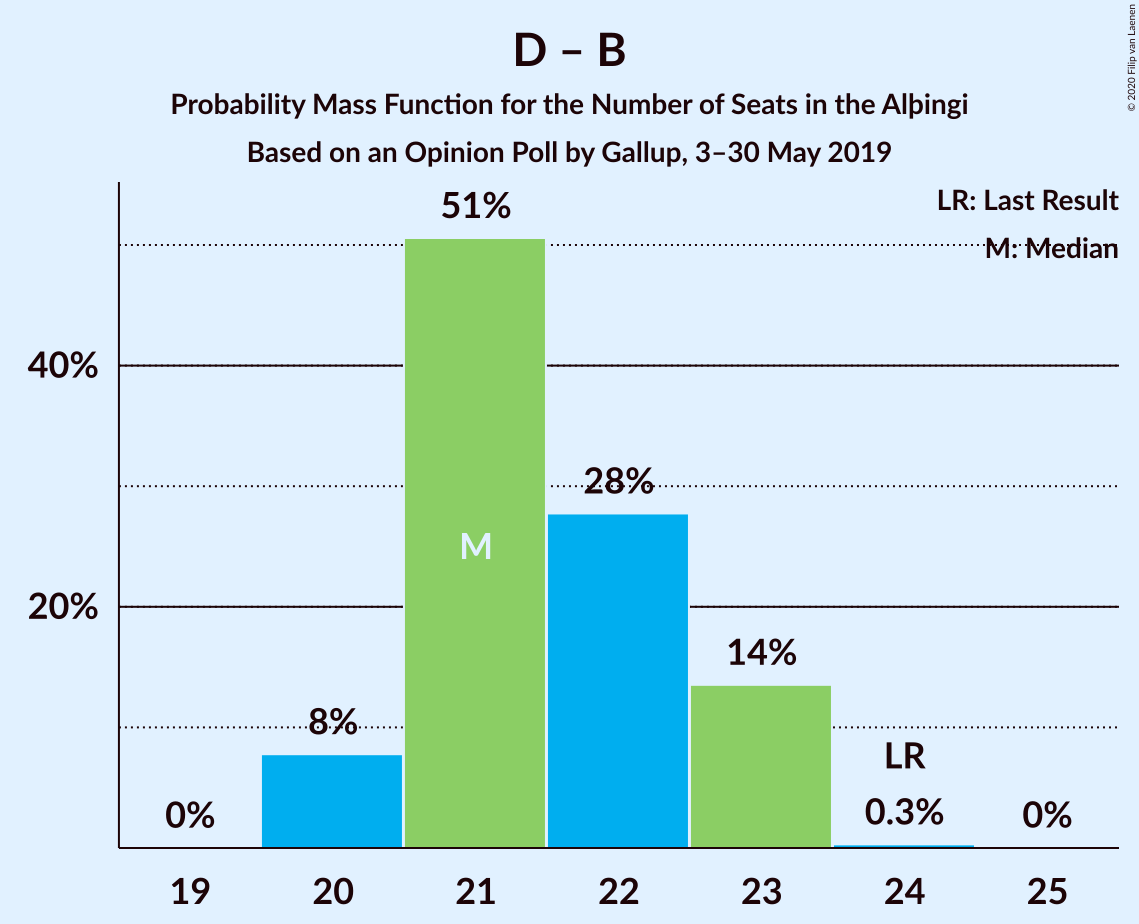 D – B
Probability Mass Function for the Number of Seats in the Alþingi
Based on an Opinion Poll by Gallup, 3–30 May 2019
© 2020 Filip van Laenen
LR: Last Result
M: Median
51%
40%
28%
M
20%
14%
8%
LR
0%
0.3%
0%
19 20 21 22 23 24 25